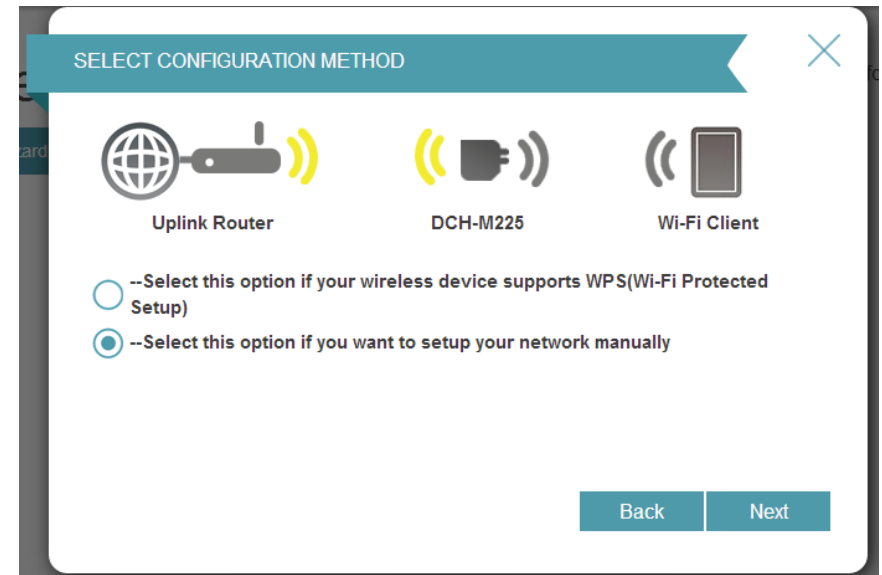 SELECT CONFIGURATION METHOD
Uplink Router
DCH-M225
Wi-Fi Client
--Select this option if your wireless device supports WPS(Wi-Fi Protected
Setup)
--Select this option if you want to setup your network manually
Back
Next